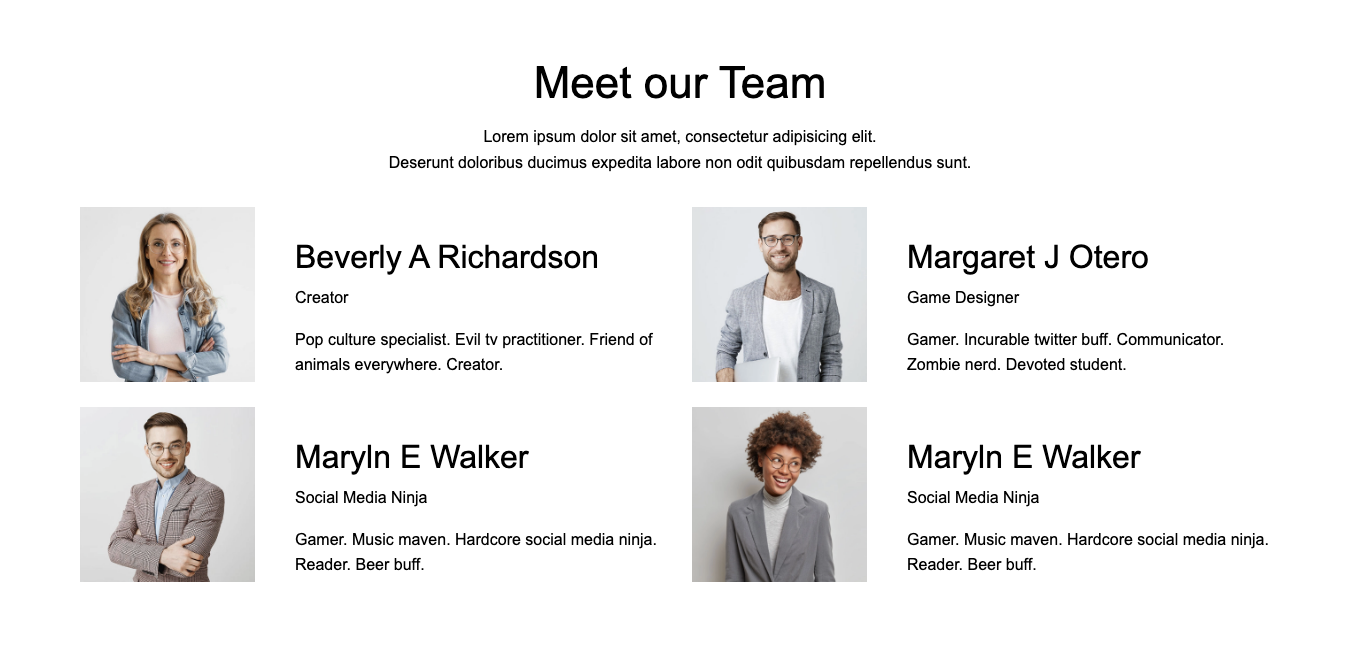 Meet our Team
Lorem ipsum dolor sit amet, consectetur adipisicing elit.
Deserunt doloribus ducimus expedita labore non odit quibusdam repellendus sunt.
Beverly A Richardson
Creator
Pop culture specialist. Evil tv practitioner. Friend of
animals everywhere. Creator.
Margaret J Otero
Game Designer
Gamer. Incurable twitter buff. Communicator.
Zombie nerd. Devoted student.
Maryln E Walker
Social Media Ninja
Gamer. Music maven. Hardcore social media ninja.
Reader. Beer buff.
Maryln E Walker
Social Media Ninja
Gamer. Music maven. Hardcore social media ninja.
Reader. Beer buff.